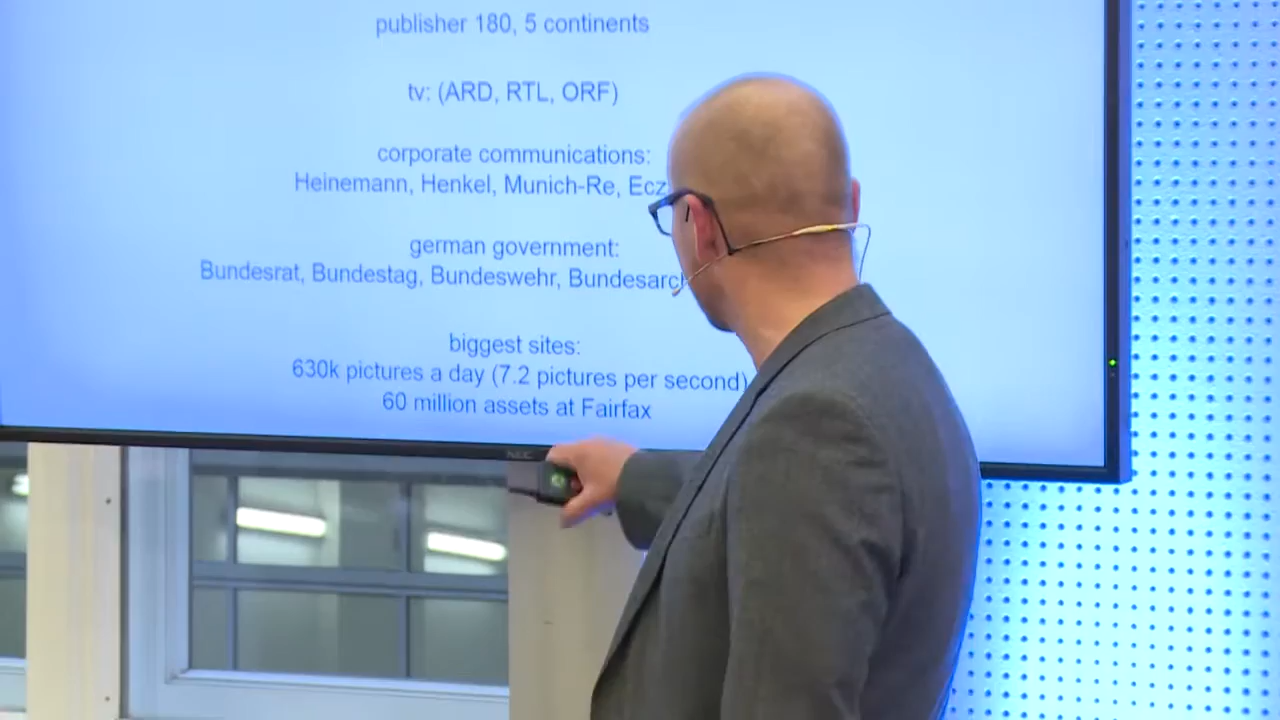 publisher 180, 5 continents
tv: (ARD, RTL, ORF)
corporate communications:
Heinemann, Henkel, Munich-Re,
german government:
Bundesrat, Bundestag, Bundeswehr,
biggest sites:
630k pictures a day (7.2 pictures per second)
60 million assets at Fairfax
NEC